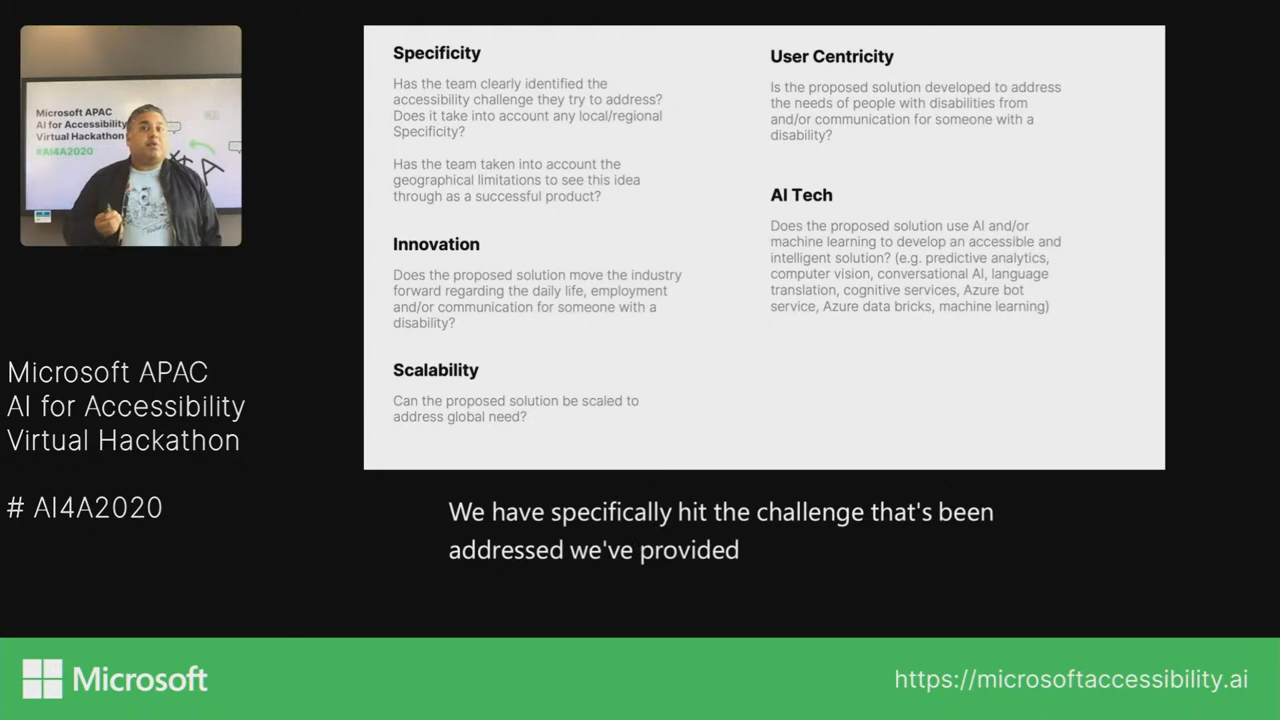 Microsoft APAC
AI for Accessibility
Virtual Hackathon
#AI4A2020
Microsoft APAC
AI for Accessibility
Virtual Hackathon
# AI4A2020
Specificity
Has the team clearly identified the
accessibility challenge they try to address?
Does it take into account any local/regional
Specificity?
Has the team taken into account the
geographical limitations to see this idea
through as a successful product?
Innovation
Does the proposed solution move the industry
forward regarding the daily life, employment
and/or communication for someone with a
disability?
Scalability
Can the proposed solution be scaled to
address global need?
User Centricity
Is the proposed solution developed to address
the needs of people with disabilities from
and/or communication for someone with a
disability?
AI Tech
Does the proposed solution use AI and/or
machine learning to develop an accessible and
intelligent solution? (e.g. predictive analytics,
computer vision, conversational AI, language
translation, cognitive services, Azure bot
service, Azure data bricks, machine learning)
We have specifically hit the challenge that's been
addressed we've provided
Microsoft
https://microsoftaccessibility.ai